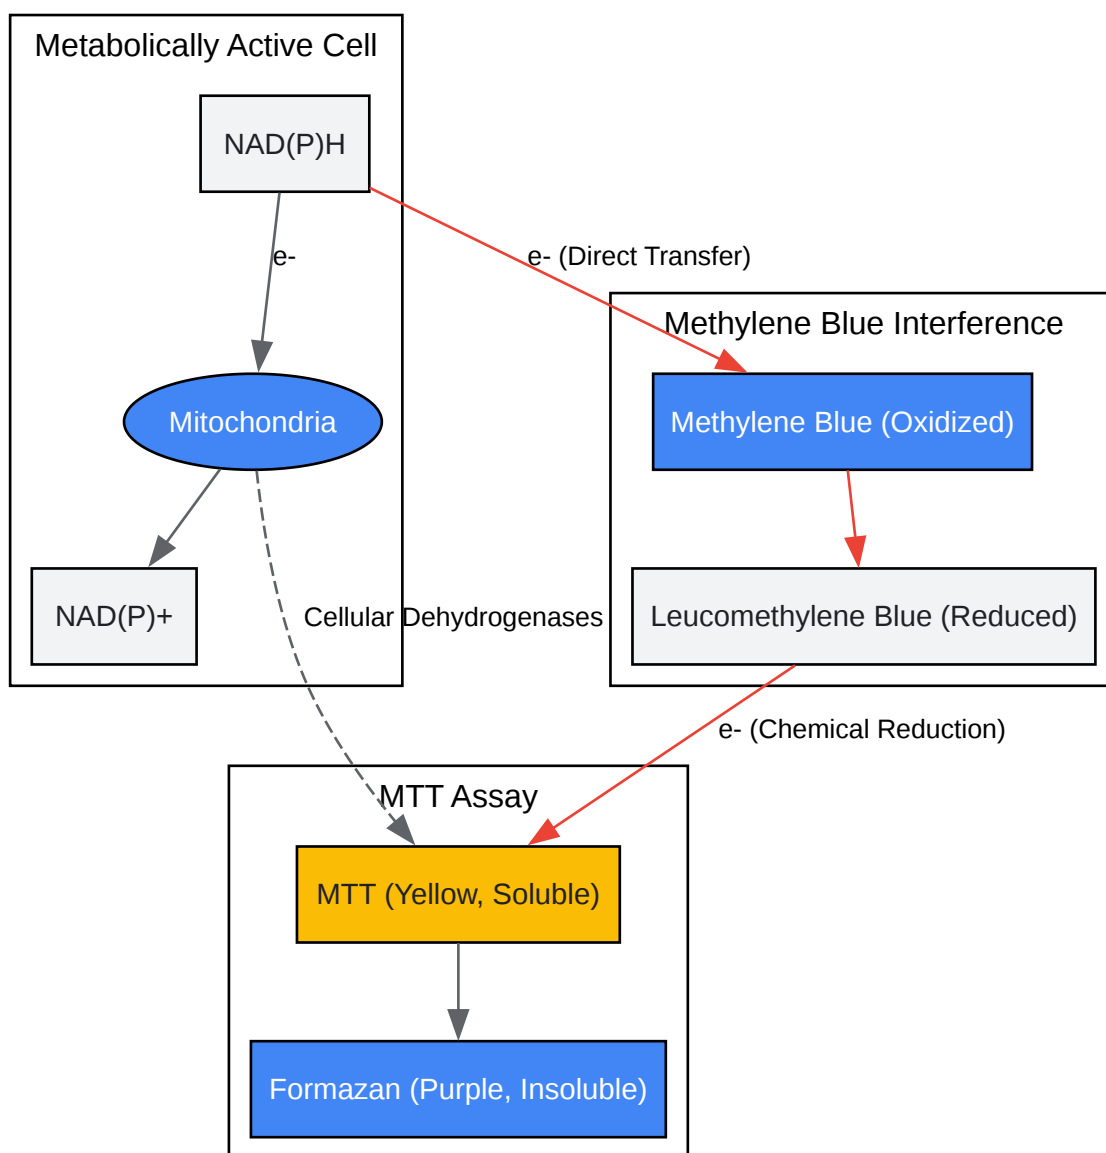 Metabolically Active Cell
NAD(P)H
e-
e- (Direct Transfer)
Methylene Blue Interference
Mitochondria
Methylene Blue (Oxidized)
NAD(P)+
Cellular Dehydrogenases
Leucomethylene Blue (Reduced)
e- (Chemical Reduction)
MTT Assay
MTT (Yellow, Soluble)
Formazan (Purple, Insoluble)